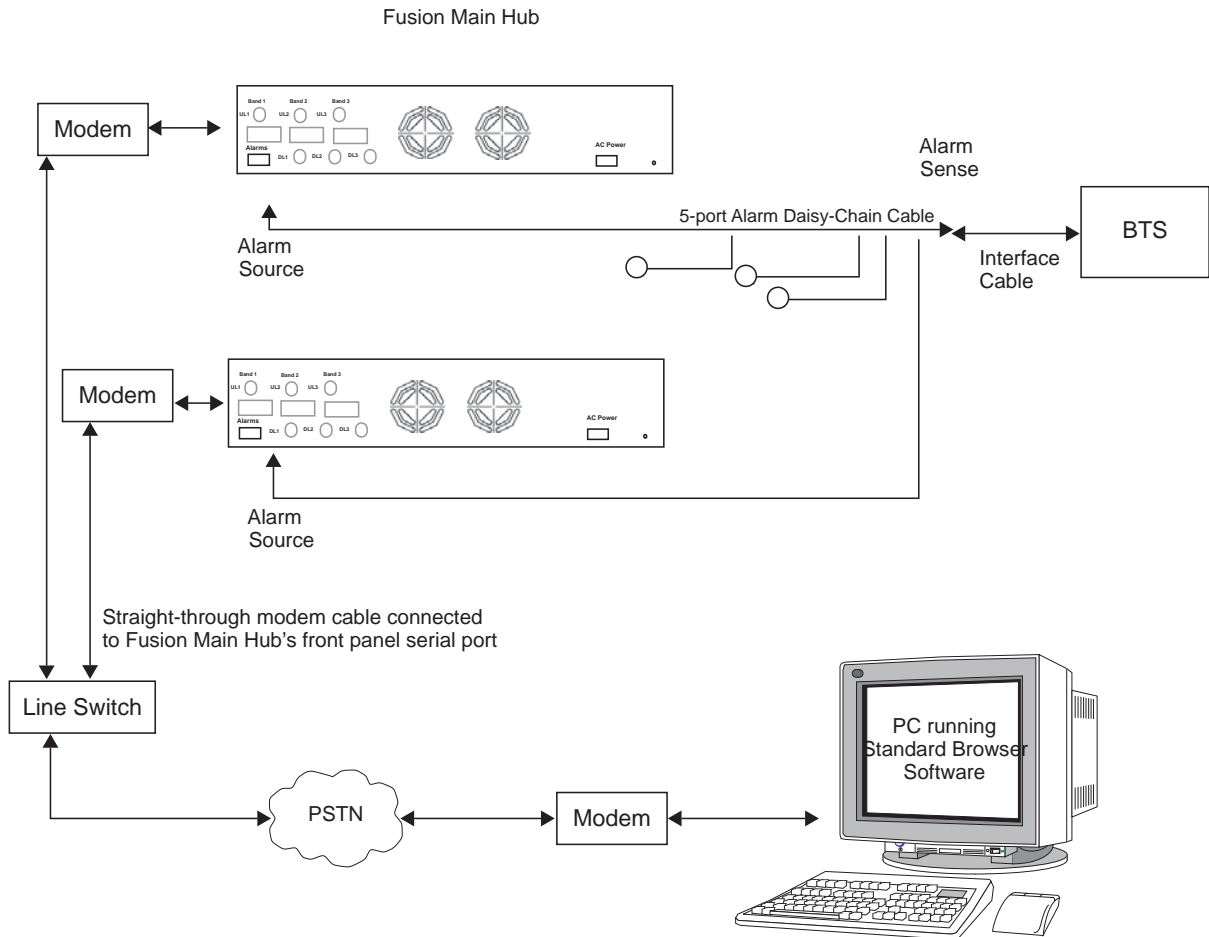 Fusion Main Hub
Modem
Band 1 Band 2 Band 3
UL1 UL2 UL3
Alarms
DL1 DL2 DL3
AC Power
Alarm
Sense
5-port Alarm Daisy-Chain Cable
BTS
Alarm
Source
Interface
Cable
Modem
Band 1 Band 2 Band 3
UL1 UL2 UL3
Alarms
DL1 DL2 DL3
AC Power
Alarm
Source
Straight-through modem cable connected
to Fusion Main Hub's front panel serial port
Line Switch
PC running
Standard Browser
Software
PSTN
Modem